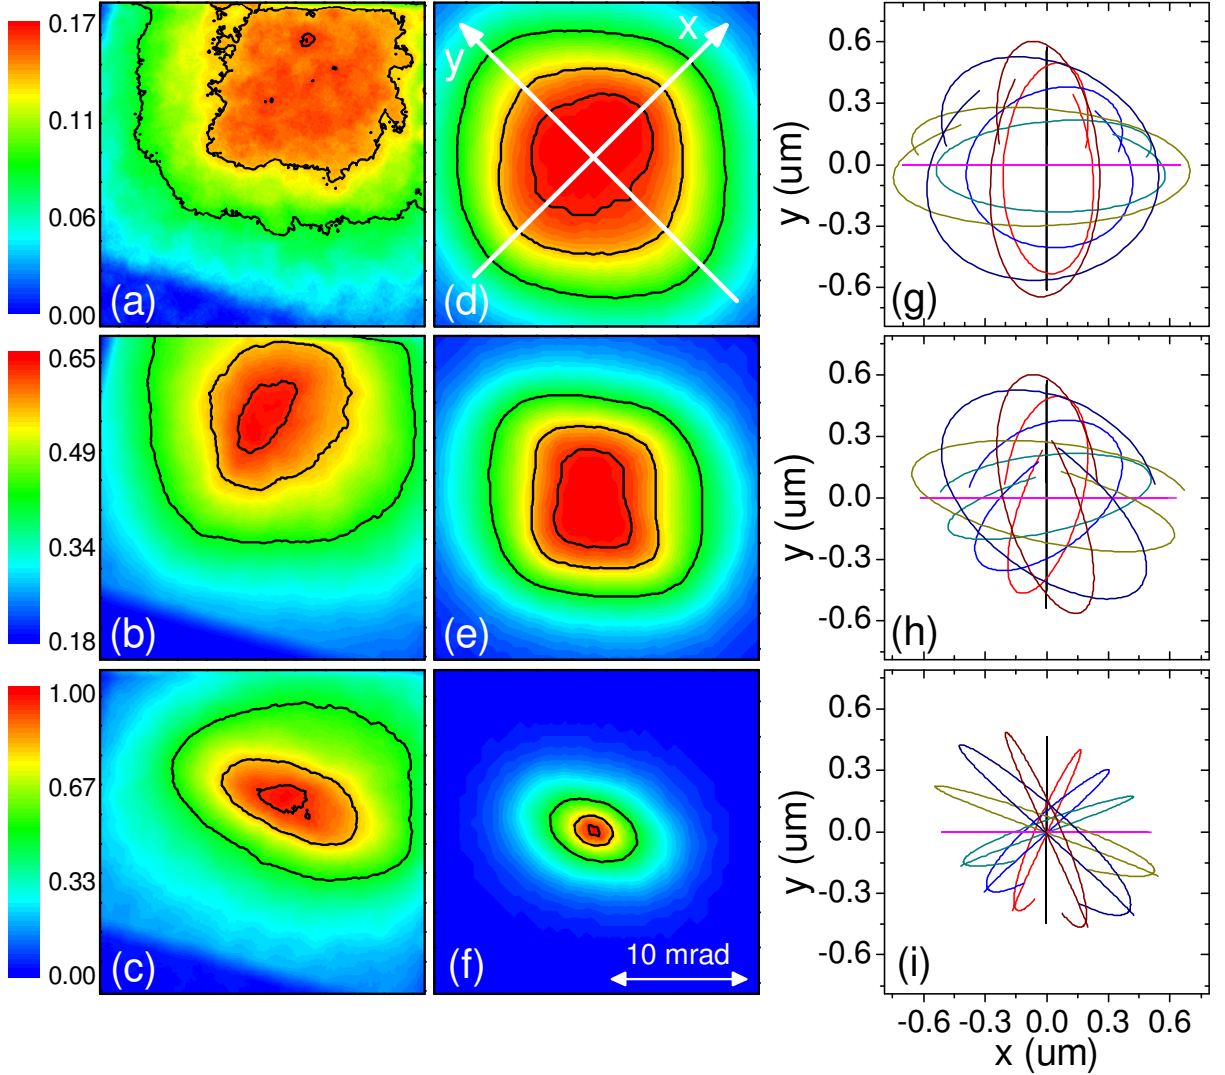 0.17
0.11
0.06
0.00
(a)
y
x
(d)
y (um)
0.6
0.3
0.0
-0.3
-0.6
(g)
0.65
0.49
0.34
0.18
(b)
(e)
y (um)
0.6
0.3
0.0
-0.3
-0.6
(h)
1.00
0.67
0.33
0.00
(c)
10 mrad
(f)
y (um)
0.6
0.3
0.0
-0.3
-0.6
(i)
-0.6 -0.3 0.0 0.3 0.6
x (um)